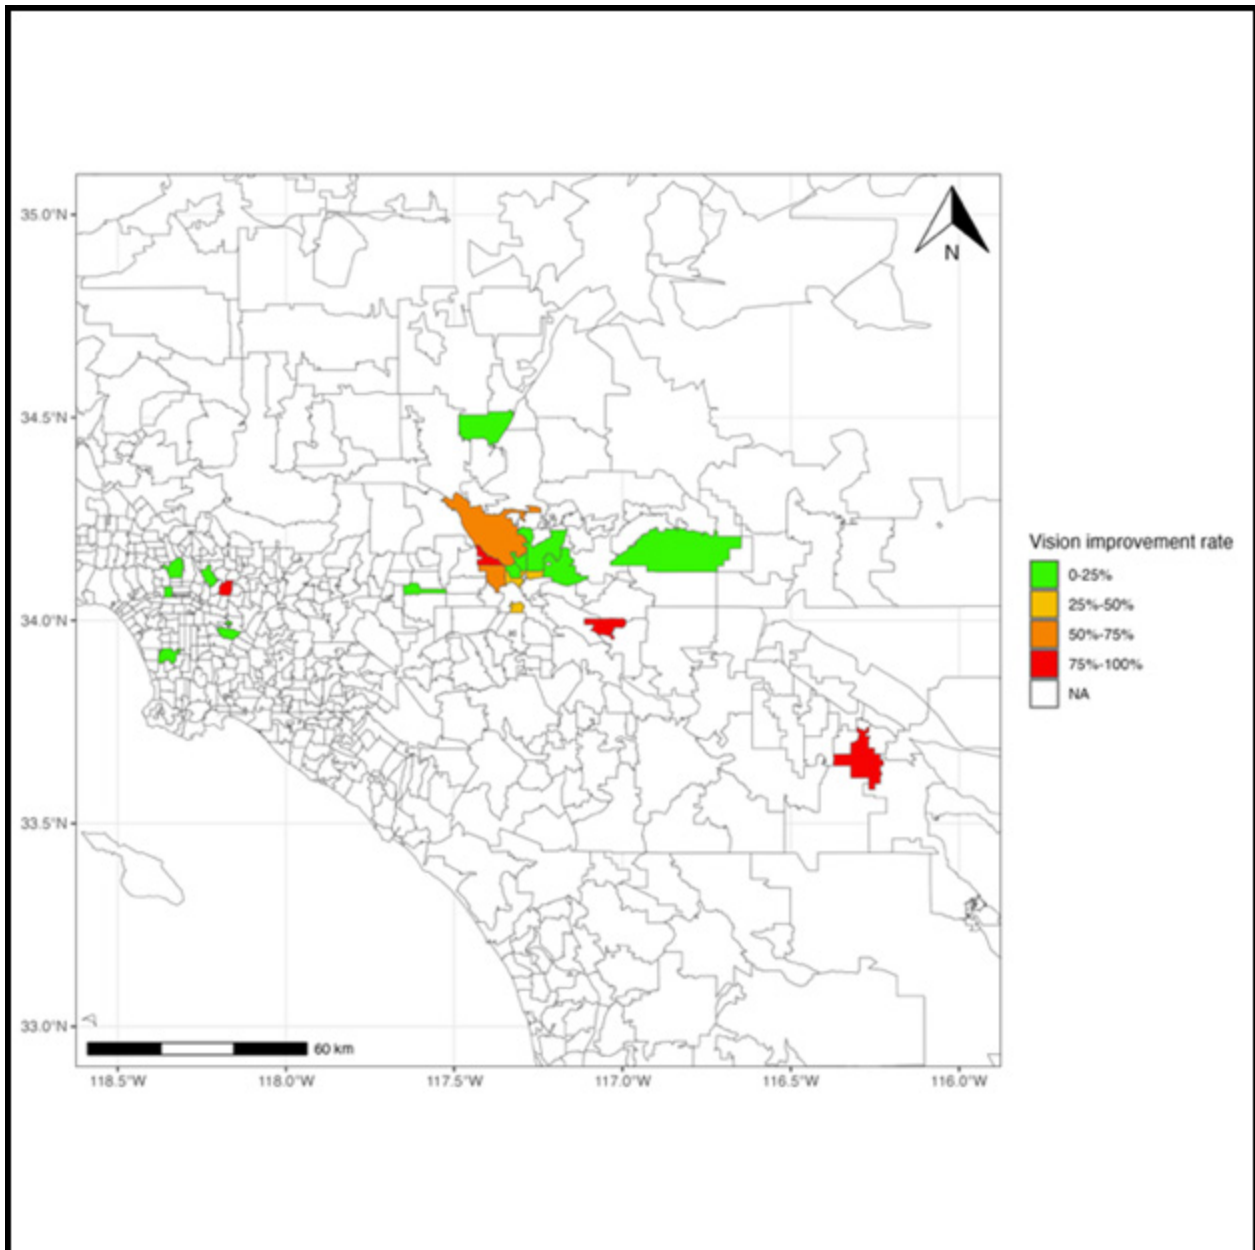 35.0°N
34.5°N
34.0°N
33.5°N
33.0°N
N
60 km
118.5°W 118.0°W 117.5°W 117.0°W 116.5°W 116.0°W
Vision improvement rate
0-25%
25%-50%
50%-75%
75%-100%
NA